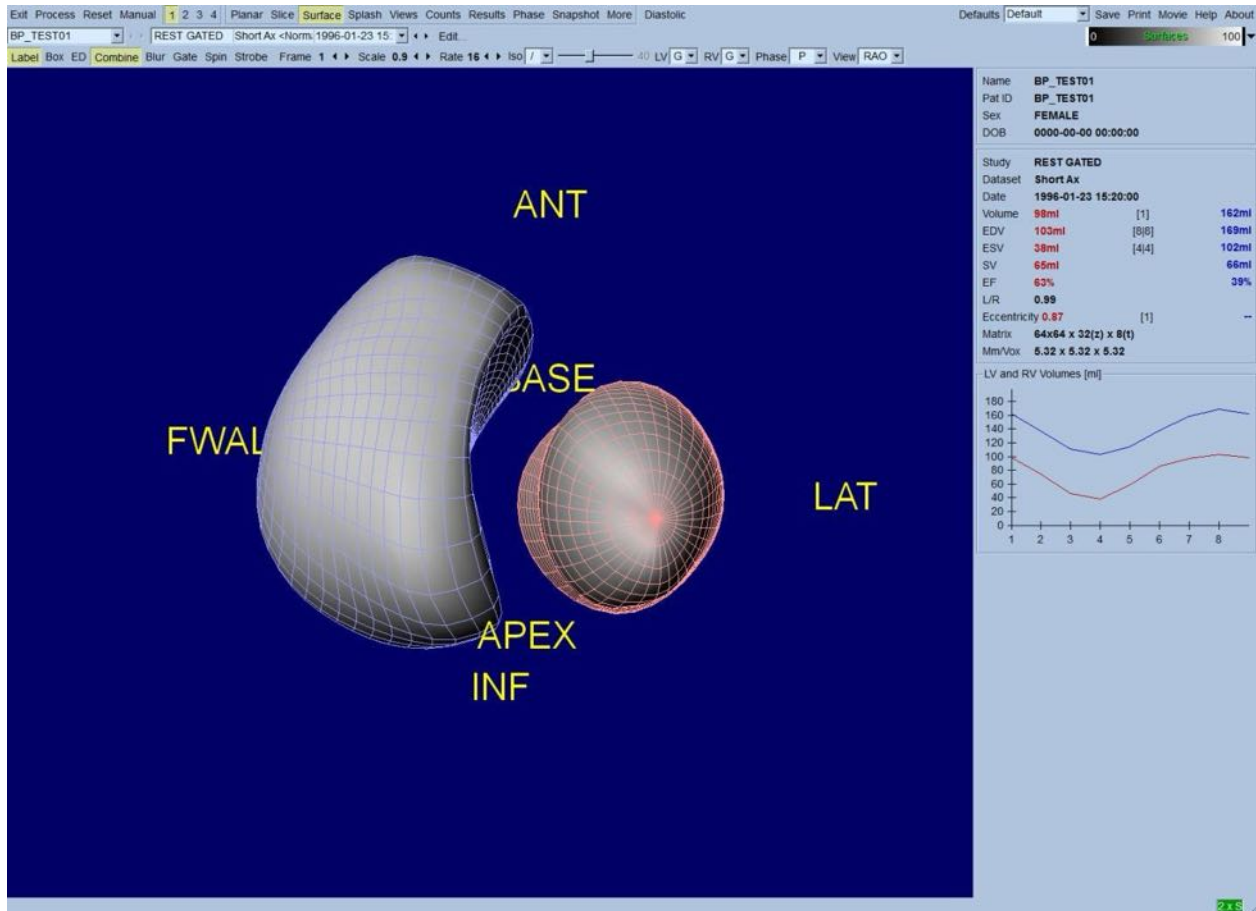 Exit Process Reset Manual 1 2 3 4 Planar Slice Surface Splash Views Counts Results Phase Snapshot More Diastolic Defaults Default Save Print Movie Help About
BP_TEST01 REST GATED Short Ax <Norm. 1996-01-23 15: Edit... 0 Surfaces 100
Label Box ED Combine Blur Gate Spin Strobe Frame 1 Scale 0.9 Rate 16 Iso / 40 LV G RV G Phase P View RAO
ANT
BASE
FWAL
LAT
APEX
INF
Name BP_TEST01
Pat ID BP_TEST01
Sex FEMALE
DOB 0000-00-00 00:00:00
Study REST GATED
Dataset Short Ax
Date 1996-01-23 15:20:00
Volume 98ml [1] 162ml
EDV 103ml [8|8] 169ml
ESV 38ml [4|4] 102ml
SV 65ml 66ml
EF 63% 39%
L/R 0.99
Eccentricity 0.87 [1] --
Matrix 64x64 x 32(z) x 8(t)
Mm/Vox 5.32 x 5.32 x 5.32
LV and RV Volumes [ml]
180
160
140
120
100
80
60
40
20
0
1 2 3 4 5 6 7 8
2 x S